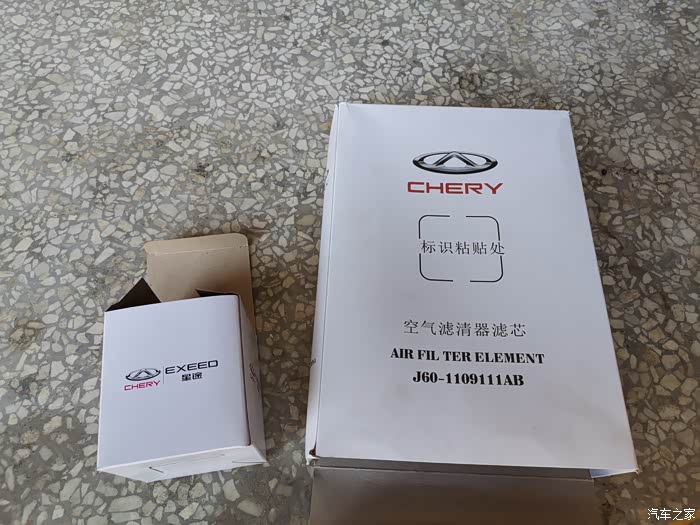 CHERY
标识粘贴处
空气滤清器滤芯
AIR FIL TER ELEMENT
J60-1109111AB
CHERY
EXEED
星途
汽车之家